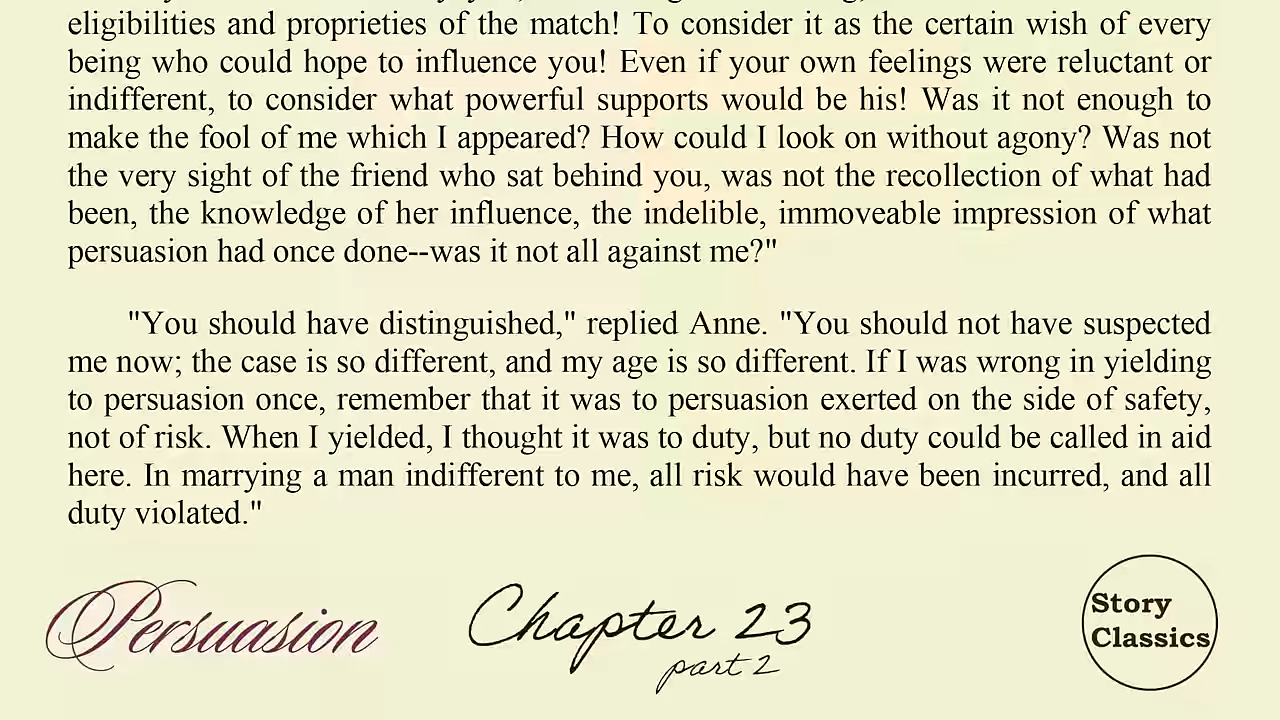 eligibilities and proprieties of the match! To consider it as the certain wish of every
being who could hope to influence you! Even if your own feelings were reluctant or
indifferent, to consider what powerful supports would be his! Was it not enough to
make the fool of me which I appeared? How could I look on without agony? Was not
the very sight of the friend who sat behind you, was not the recollection of what had
been, the knowledge of her influence, the indelible, immoveable impression of what
persuasion had once done--was it not all against me?"
"You should have distinguished," replied Anne. "You should not have suspected
me now; the case is so different, and my age is so different. If I was wrong in yielding
to persuasion once, remember that it was to persuasion exerted on the side of safety,
not of risk. When I yielded, I thought it was to duty, but no duty could be called in aid
here. In marrying a man indifferent to me, all risk would have been incurred, and all
duty violated."
Persuasion
Chapter 23
part 2
Story
Classics